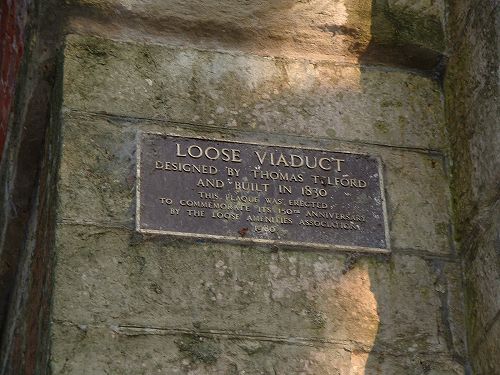 LOOSE VIADUCT
DESIGNED BY THOMAS TELFORD
AND BUILT IN 1830
THIS PLAQUE WAS ERECTED
TO COMMEMORATE ITS 150TH ANNIVERSARY
BY THE LOOSE AMENITIES ASSOCIATION
1980